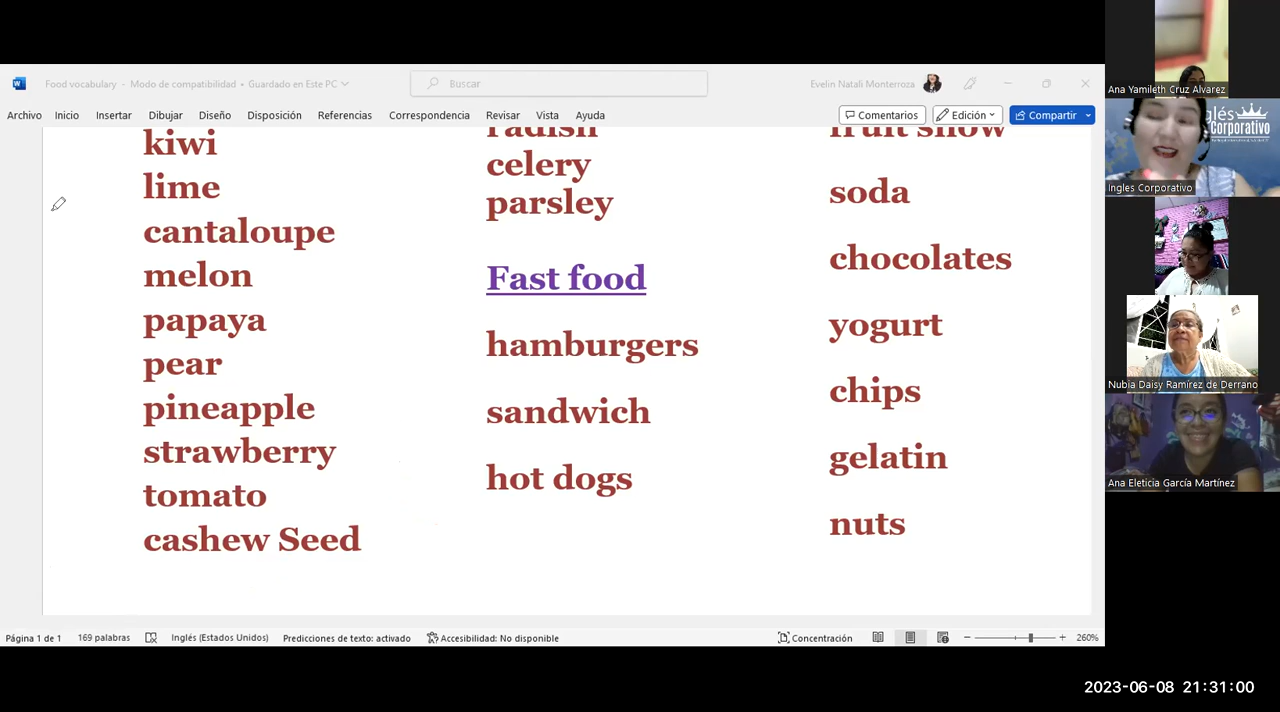 Food vocabulary - Modo de compatibilidad • Guardado en Este PC
Buscar
Evelin Natali Monterroza
Archivo Inicio Insertar Dibujar Diseño Disposición Referencias Correspondencia Revisar Vista Ayuda
Comentarios Edición Compartir
kiwi
lime
cantaloupe
melon
papaya
pear
pineapple
strawberry
tomato
cashew Seed
radish
celery
parsley
Fast food
hamburgers
sandwich
hot dogs
fruit show
soda
chocolates
yogurt
chips
gelatin
nuts
Página 1 de 1 169 palabras Inglés (Estados Unidos) Predicciones de texto: activado Accesibilidad: No disponible Concentración 260%
Ana Yamileth Cruz Alvarez
glés
Corporativo
Ingles Corporativo
Nubia Daisy Ramírez de Derrano
Ana Eleticia García Martínez
2023-06-08 21:31:00